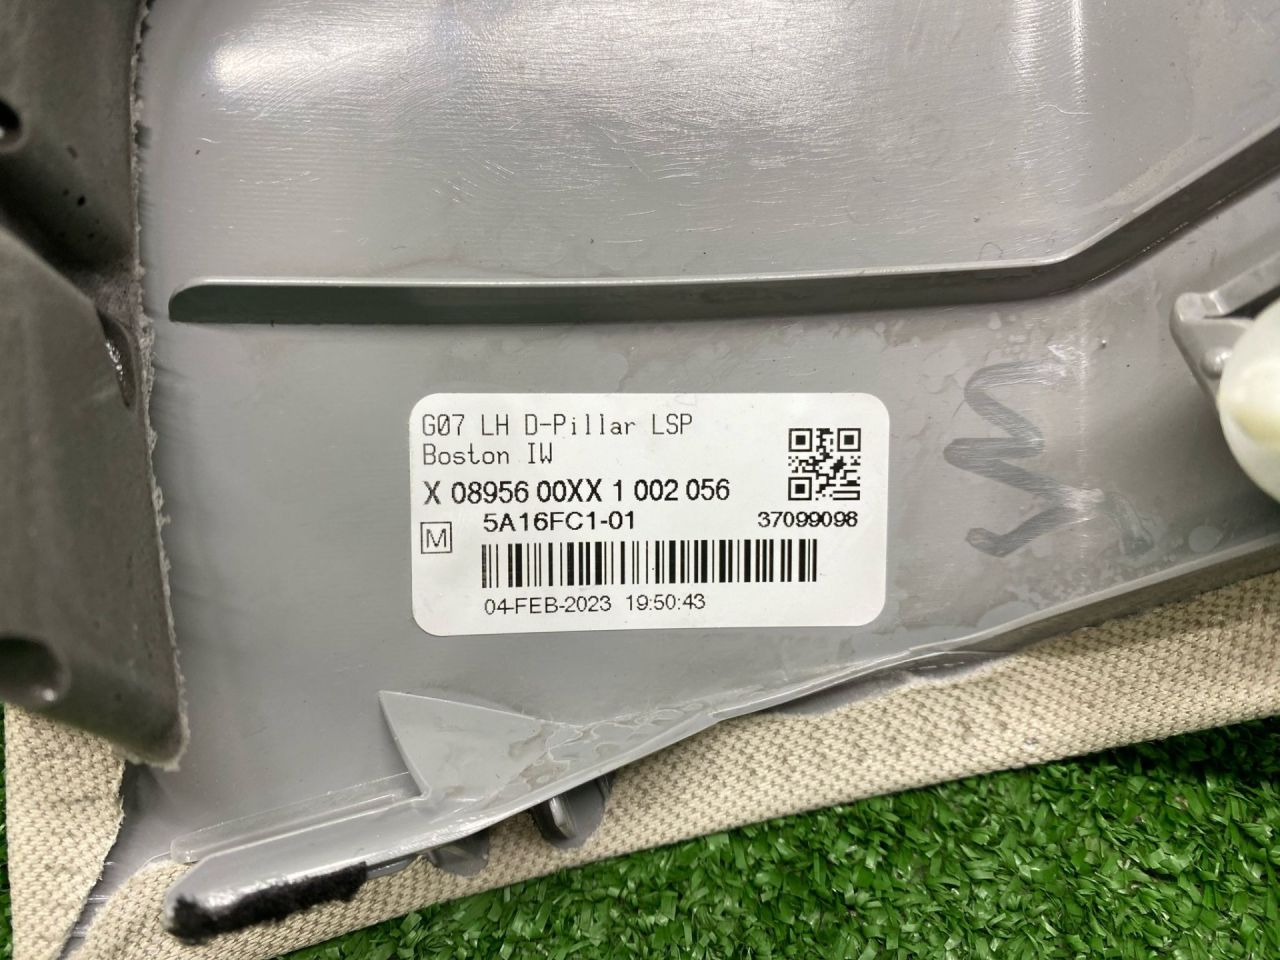 G07 LH D-Pillar LSP
Boston IW
X 08956 00XX 1 002 056
5A16FC1-01 37099098
M
04-FEB-2023 19:50:43